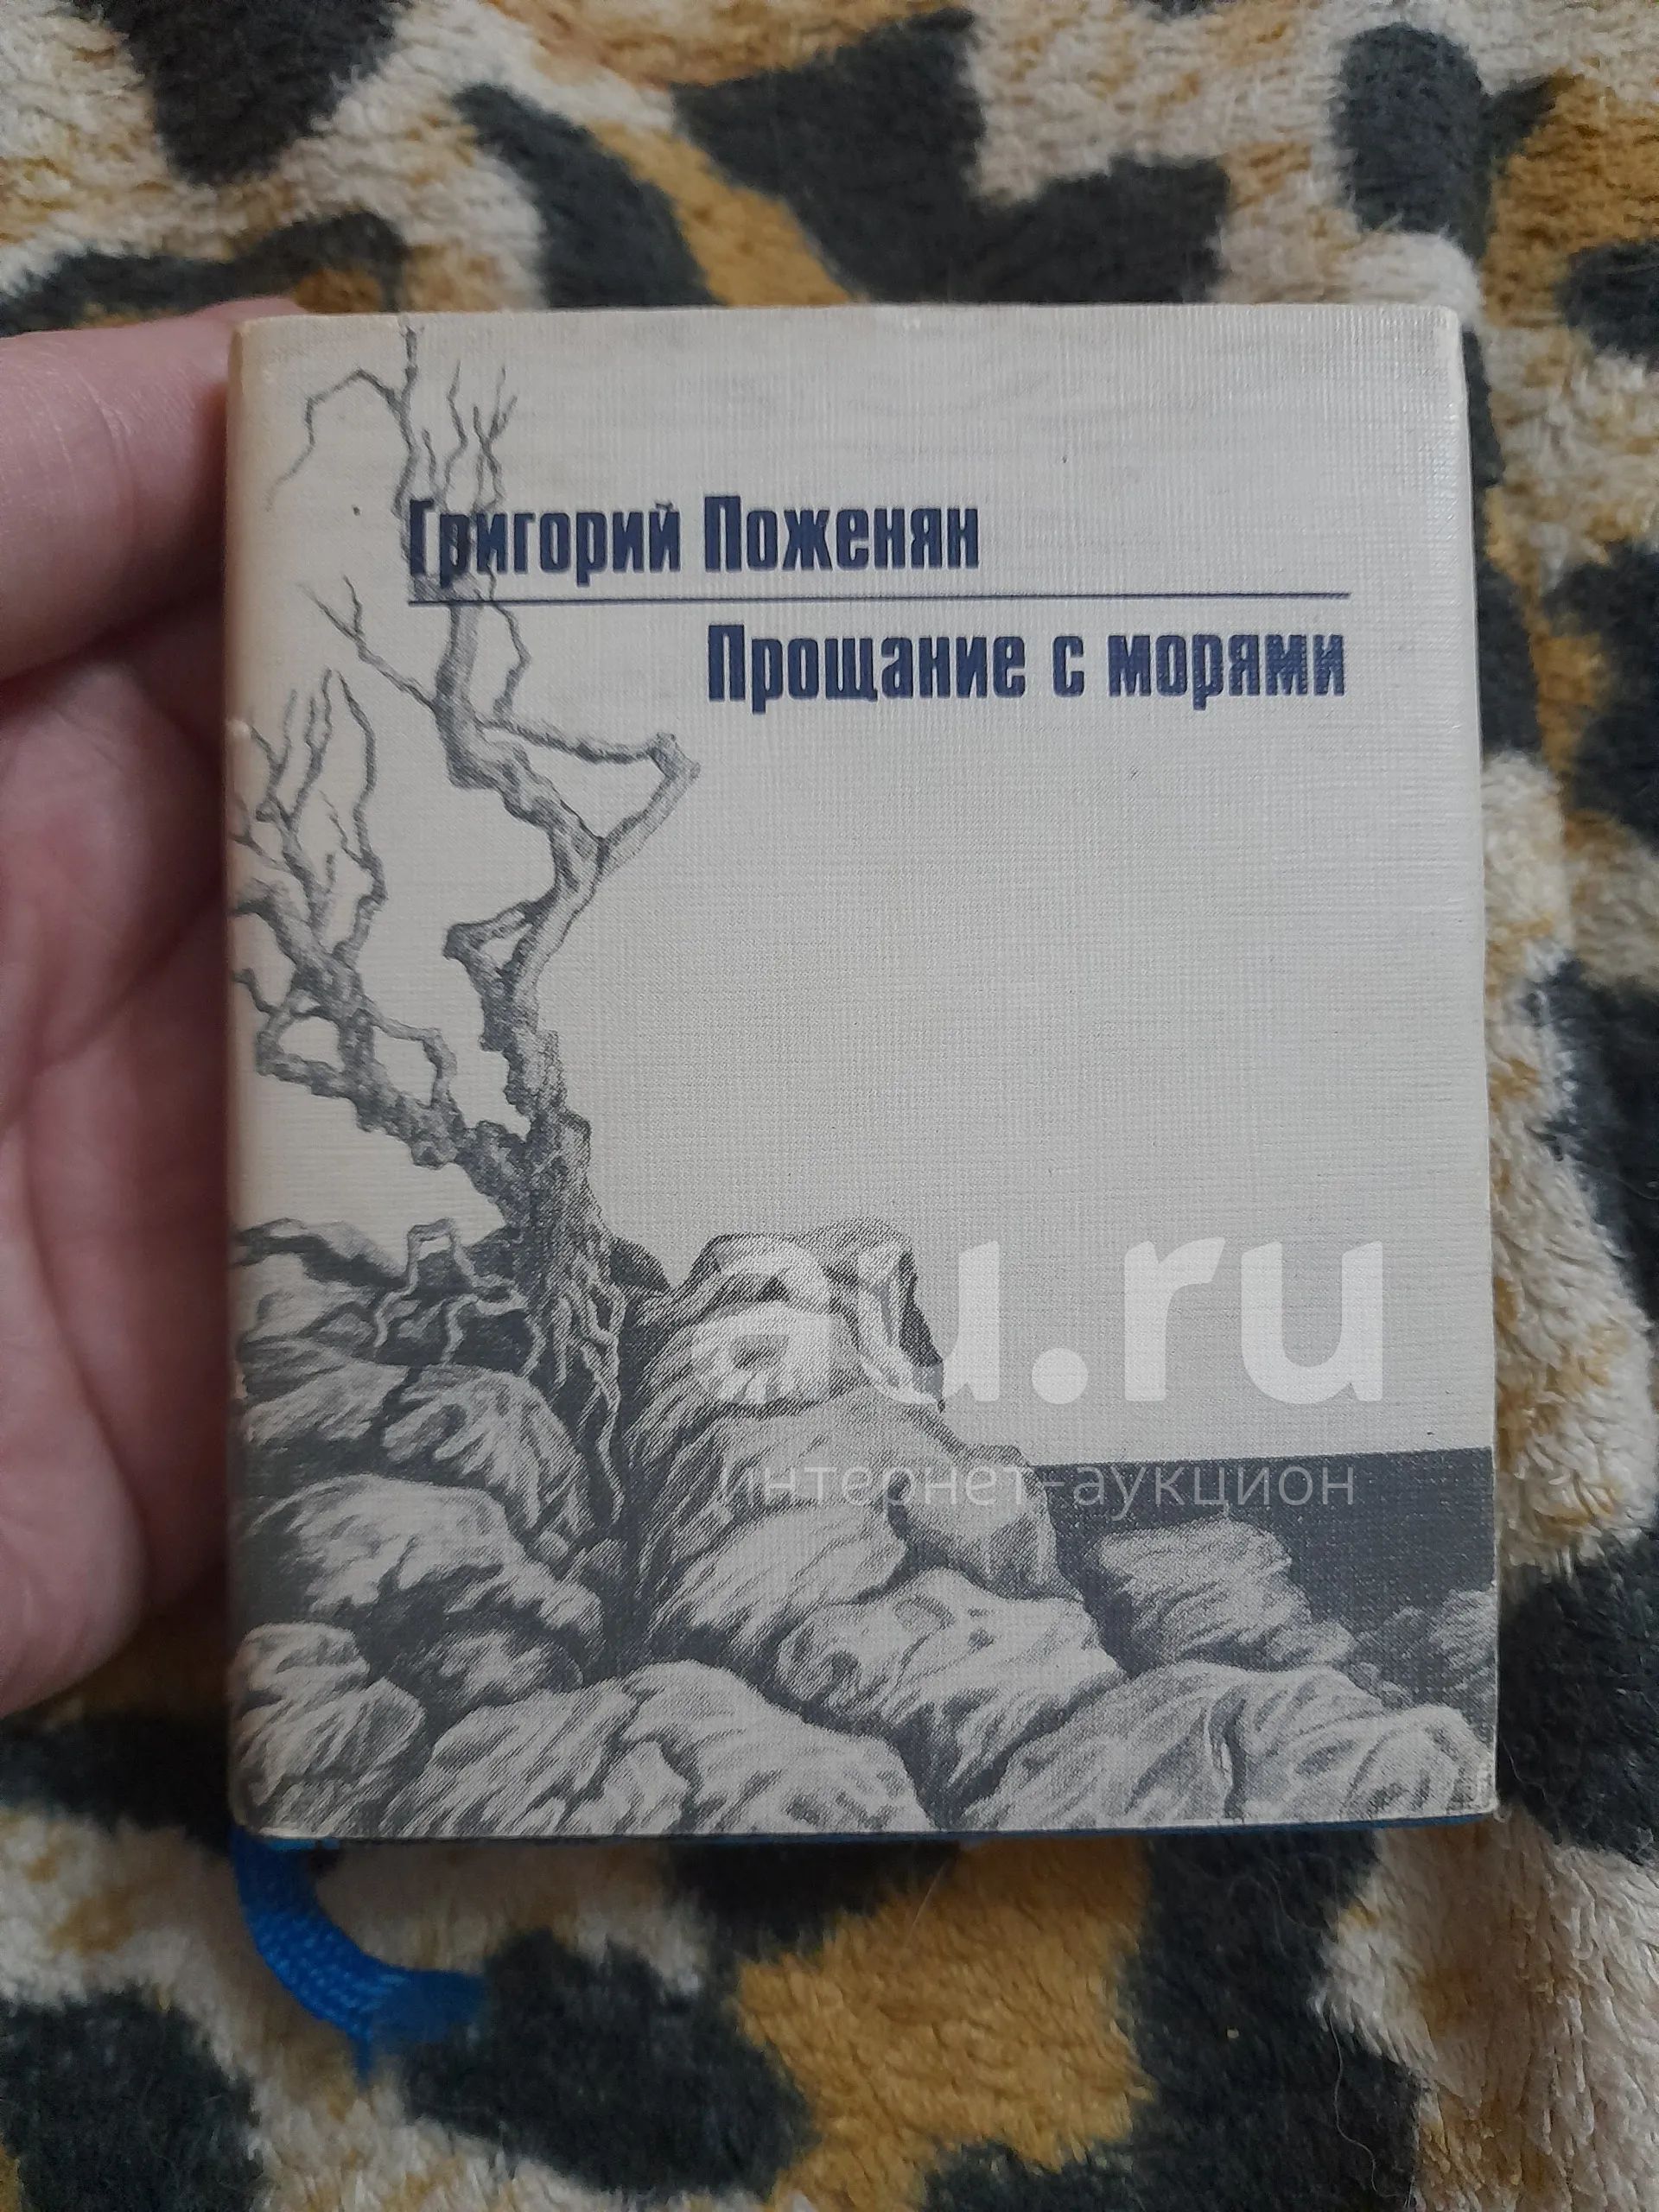 Григорий Поженян
Прощание с морями
au.ru
интернет-аукцион